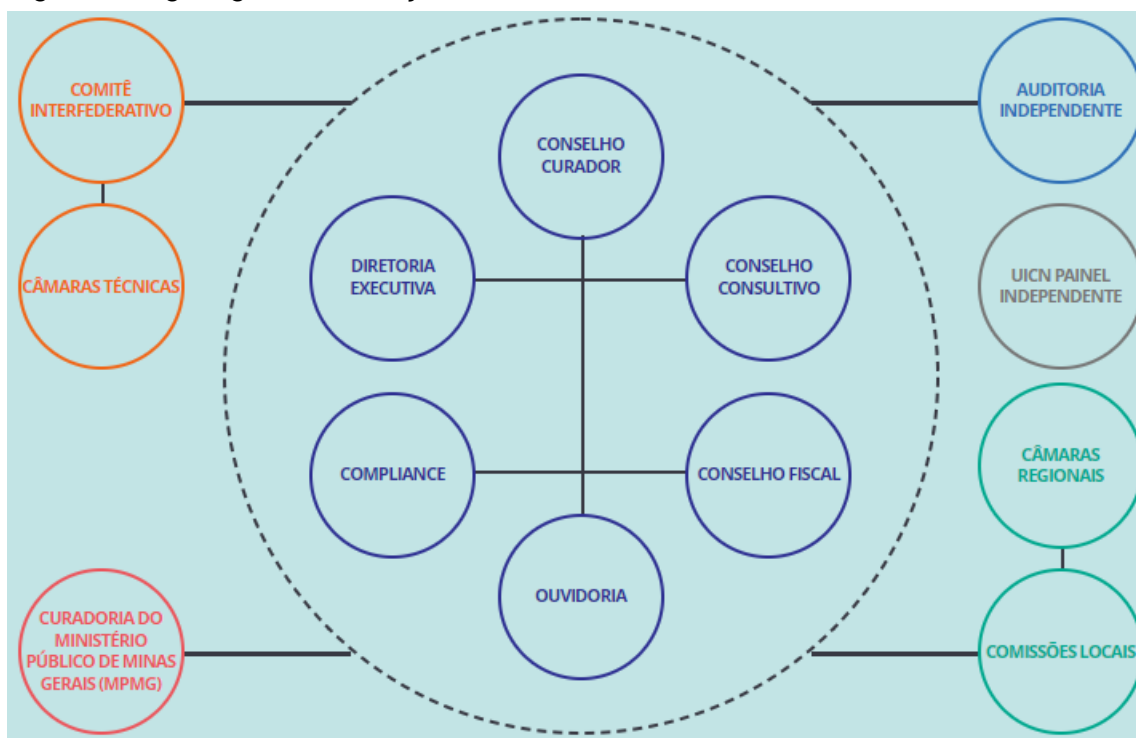 COMITÊ
INTERFEDERATIVO
CÂMARAS TÉCNICAS
CURADORIA DO
MINISTÉRIO
PÚBLICO DE MINAS
GERAIS (MPMG)
CONSELHO
CURADOR
DIRETORIA
EXECUTIVA
CONSELHO
CONSULTIVO
COMPLIANCE
CONSELHO FISCAL
OUVIDORIA
AUDITORIA
INDEPENDENTE
UICN PAINEL
INDEPENDENTE
CÂMARAS
REGIONAIS
COMISSÕES LOCAIS